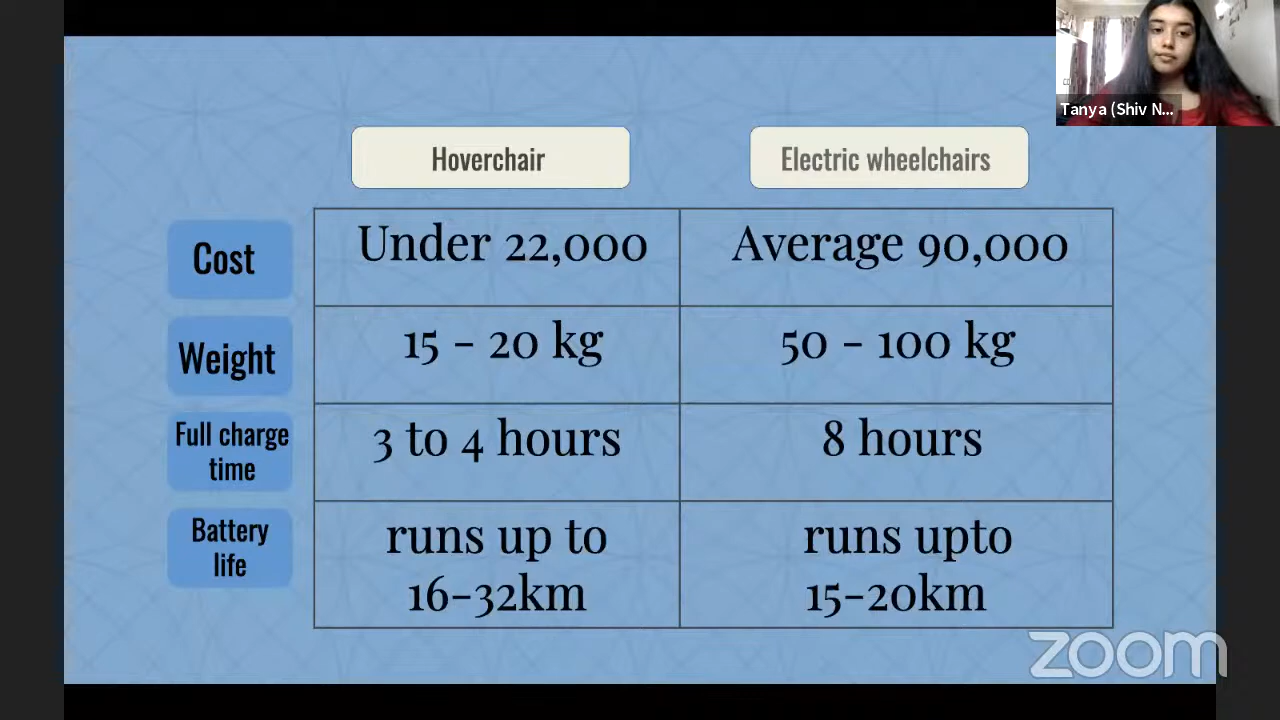 Tanya (Shiv N...
Hoverchair
Electric wheelchairs
Cost
Under 22,000
Average 90,000
Weight
15 - 20 kg
50 - 100 kg
Full charge
time
3 to 4 hours
8 hours
Battery
life
runs up to
16-32km
runs upto
15-20km
zoom